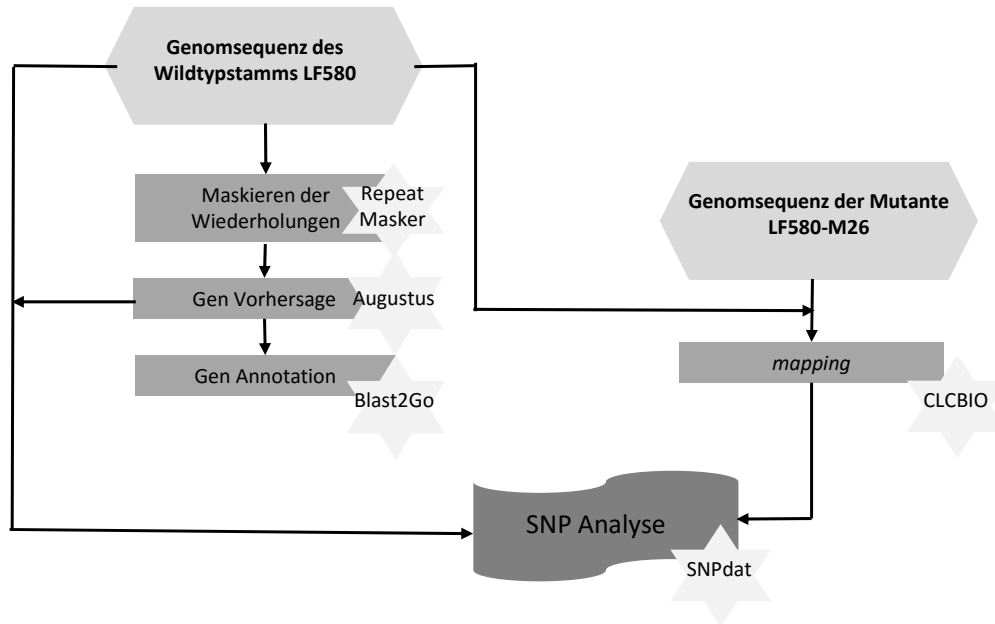 Genomsequenz des
Wildtypstamms LF580
Maskieren der
Wiederholungen
Repeat
Masker
Genomsequenz der Mutante
LF580-M26
Gen Vorhersage
Augustus
Gen Annotation
Blast2Go
mapping
CLCBIO
SNP Analyse
SNPdat